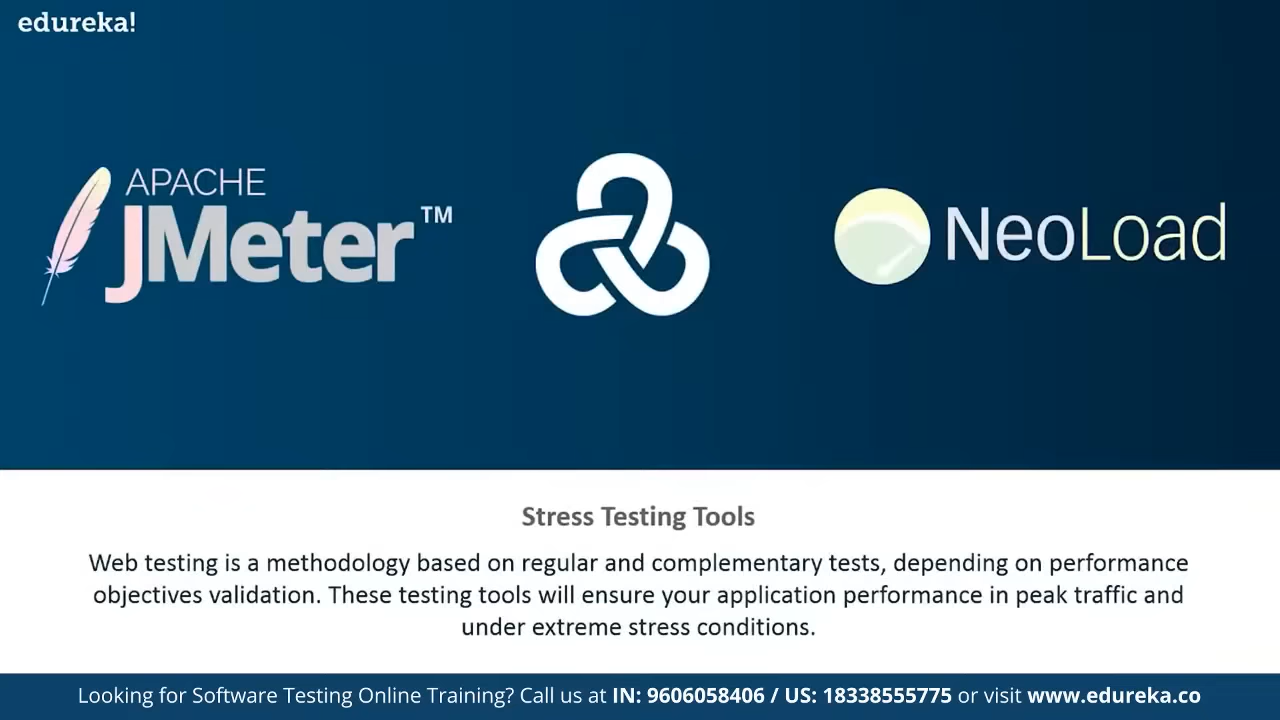 edureka!
APACHE
JMeter™
NeoLoad
Stress Testing Tools
Web testing is a methodology based on regular and complementary tests, depending on performance
objectives validation. These testing tools will ensure your application performance in peak traffic and
under extreme stress conditions.
Looking for Software Testing Online Training? Call us at IN: 9606058406 / US: 18338555775 or visit www.edureka.co